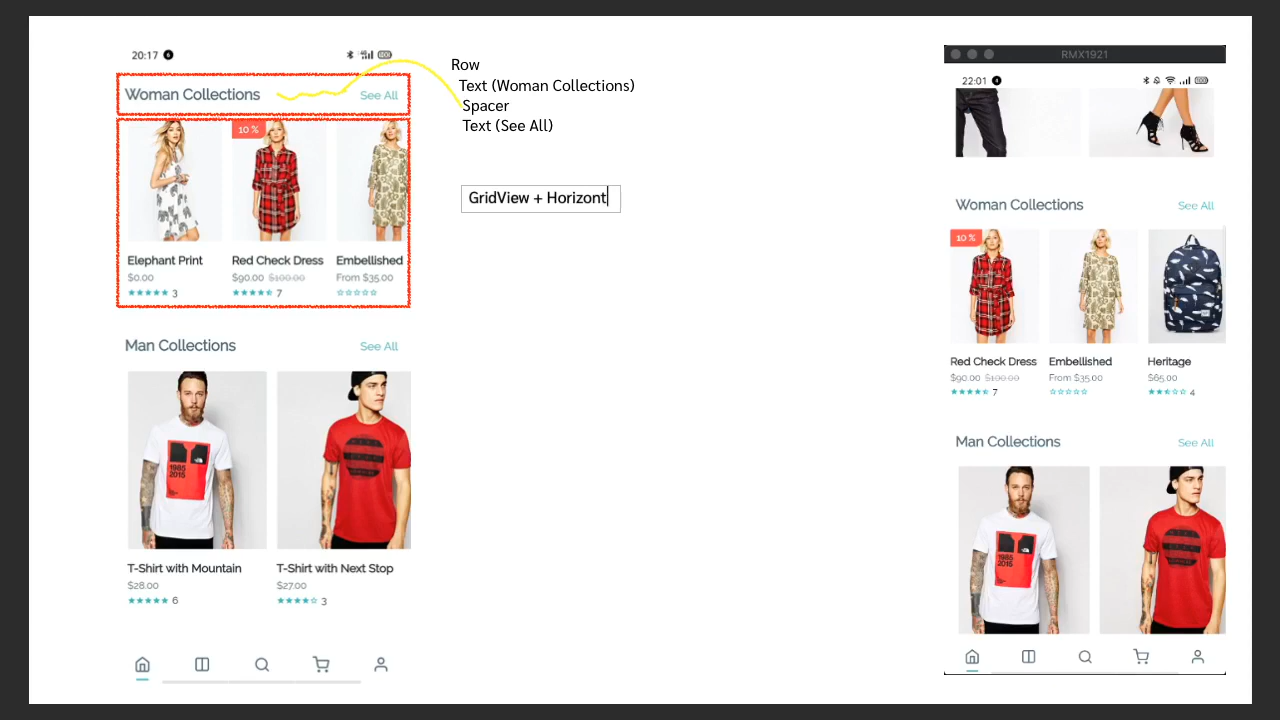 20:17
Woman Collections See All
10 %
Elephant Print Red Check Dress Embellished
$0.00 $90.00 $100.00 From $35.00
3 7
Man Collections See All
1985
2015
T-Shirt with Mountain T-Shirt with Next Stop
$28.00 $27.00
6 3
Row
Text (Woman Collections)
Spacer
Text (See All)
GridView + Horizont
RMX1921
22:01
Woman Collections See All
10 %
Red Check Dress Embellished Heritage
$90.00 $100.00 From $35.00 $65.00
7 4
Man Collections See All
1985
2015